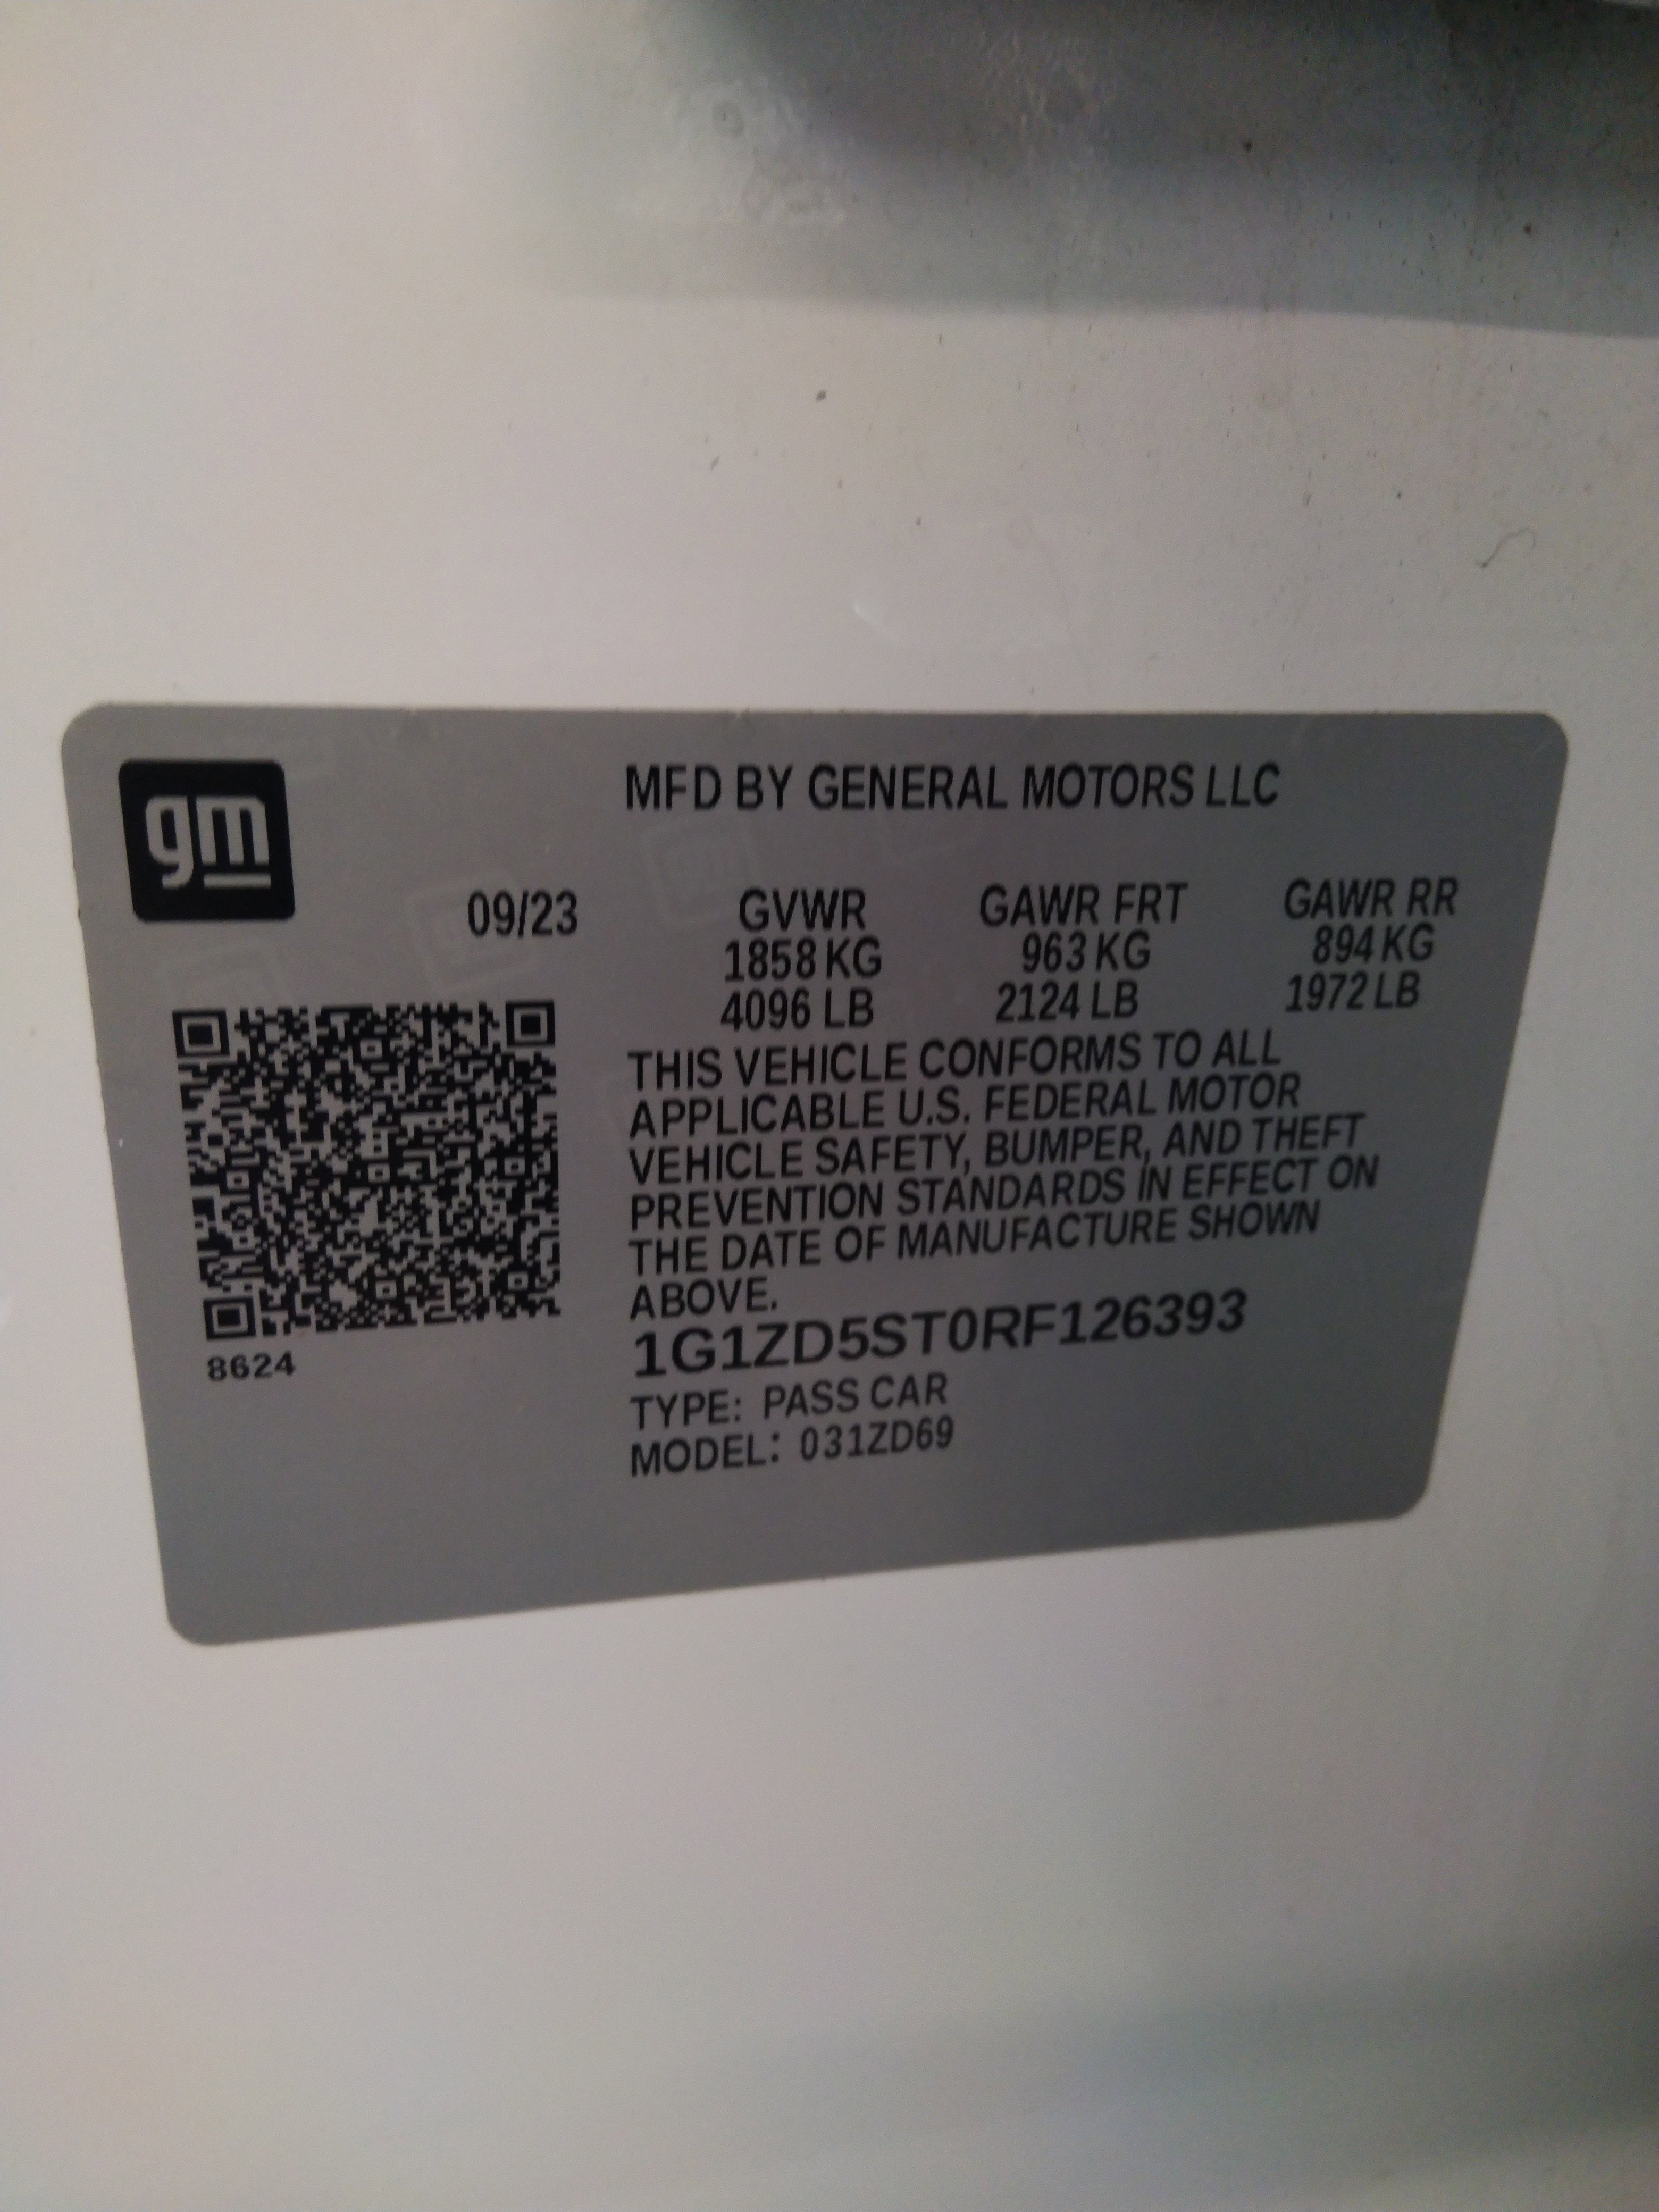 gm
MFD BY GENERAL MOTORS LLC
09/23 GVWR GAWR FRT GAWR RR
1858 KG 963 KG 894 KG
4096 LB 2124 LB 1972 LB
THIS VEHICLE CONFORMS TO ALL
APPLICABLE U.S. FEDERAL MOTOR
VEHICLE SAFETY, BUMPER, AND THEFT
PREVENTION STANDARDS IN EFFECT ON
THE DATE OF MANUFACTURE SHOWN
ABOVE.
1G1ZD5ST0RF126393
8624
TYPE: PASS CAR
MODEL: 031ZD69